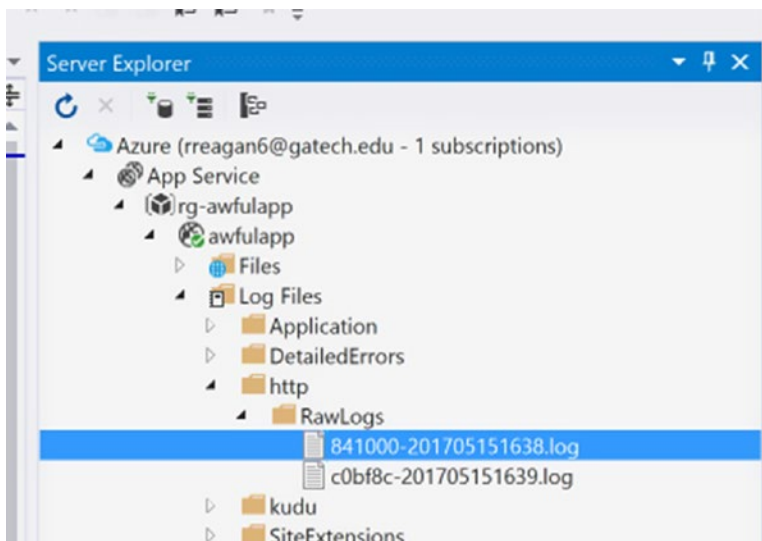 Server Explorer
Azure (rreagan6@gatech.edu - 1 subscriptions)
App Service
rg-awfulapp
awfulapp
Files
Log Files
Application
DetailedErrors
http
RawLogs
841000-201705151638.log
c0bf8c-201705151639.log
kudu
SiteExtensions